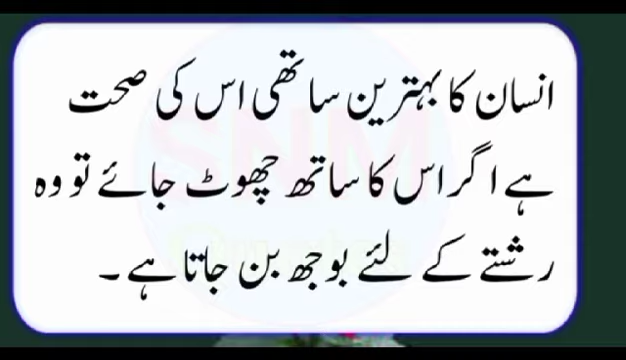 انسان کا بہترین ساتھی اس کی صحت
ہے اگر اس کا ساتھ چھوٹ جائے تو وہ
رشتے کے لئے بوجھ بن جاتا ہے۔